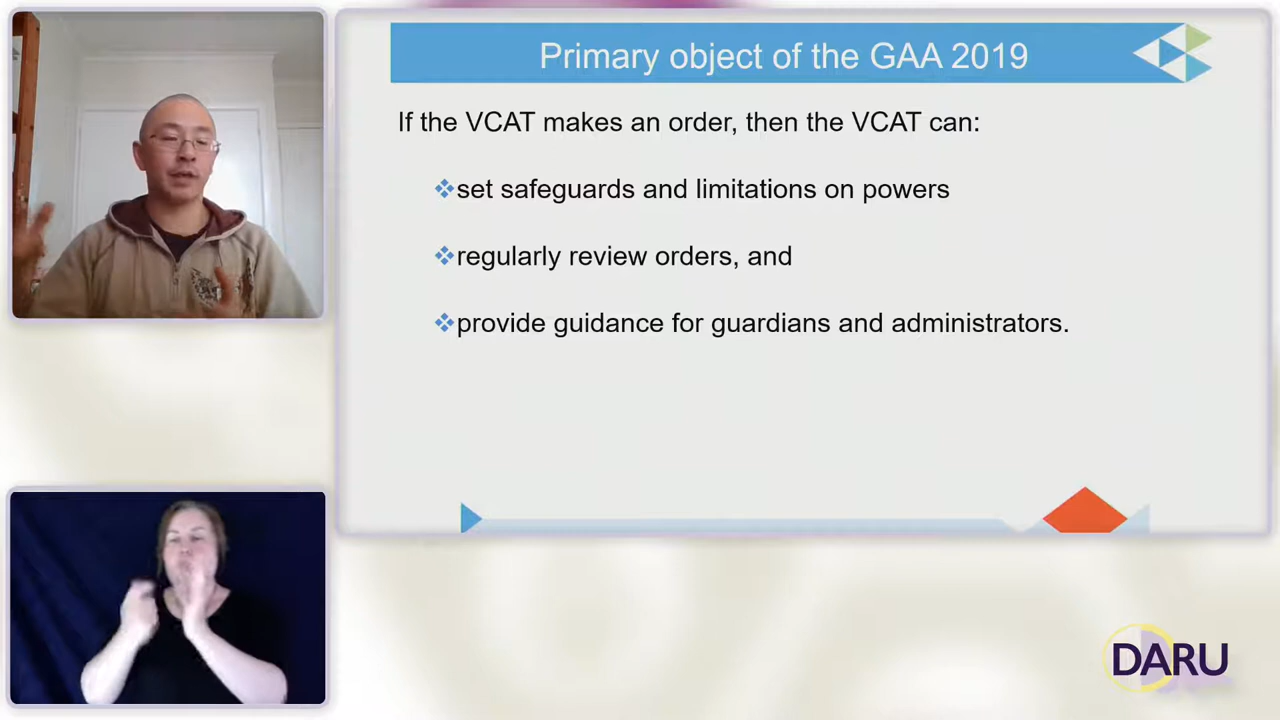 Primary object of the GAA 2019
If the VCAT makes an order, then the VCAT can:
❖set safeguards and limitations on powers
❖regularly review orders, and
❖provide guidance for guardians and administrators.
DARU